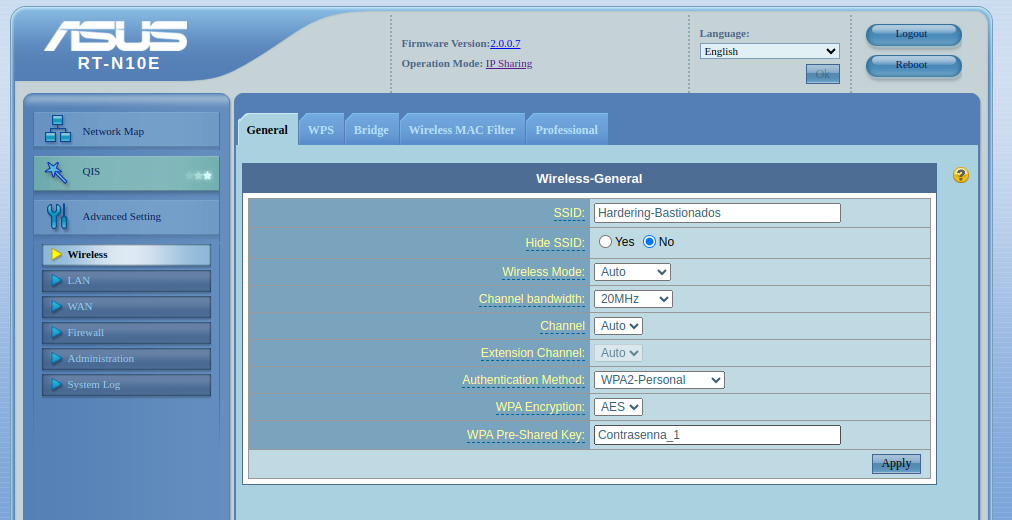 ASUS
RT-N10E
Firmware Version:2.0.0.7
Operation Mode: IP Sharing
Language:
English
Ok
Logout
Reboot
Network Map
QIS
Advanced Setting
Wireless
LAN
WAN
Firewall
Administration
System Log
General WPS Bridge Wireless MAC Filter Professional
Wireless-General
?
SSID: Hardering-Bastionados
Hide SSID: Yes No
Wireless Mode: Auto
Channel bandwidth: 20MHz
Channel Auto
Extension Channel: Auto
Authentication Method: WPA2-Personal
WPA Encryption: AES
WPA Pre-Shared Key: Contrasenna_1
Apply